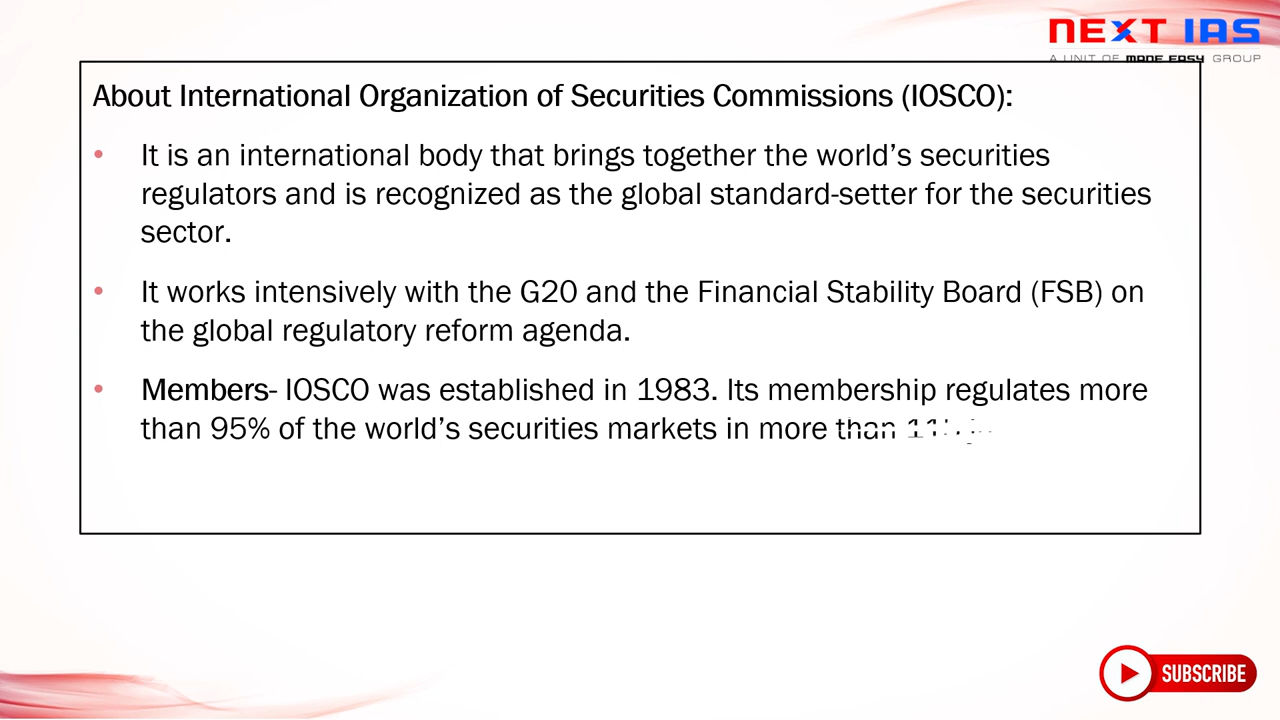 NEXT IAS
A UNIT OF MADE EASY GROUP
About International Organization of Securities Commissions (IOSCO):
• It is an international body that brings together the world's securities
regulators and is recognized as the global standard-setter for the securities
sector.
• It works intensively with the G20 and the Financial Stability Board (FSB) on
the global regulatory reform agenda.
• Members- IOSCO was established in 1983. Its membership regulates more
than 95% of the world's securities markets in more than
SUBSCRIBE